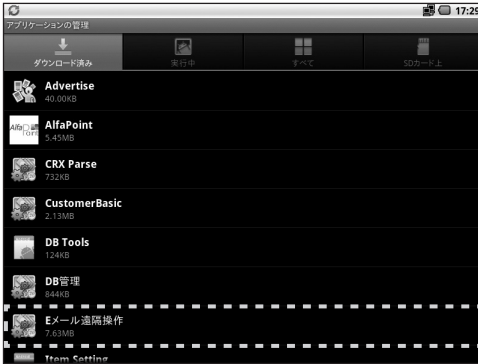 17:29
アプリケーションの管理
ダウンロード済み
実行中
すべて
SDカード上
Advertise
40.00KB
AlfaPoint
5.45MB
CRX Parse
732KB
CustomerBasic
2.13MB
DB Tools
124KB
DB管理
844KB
Eメール遠隔操作
7.63MB
Item Setting